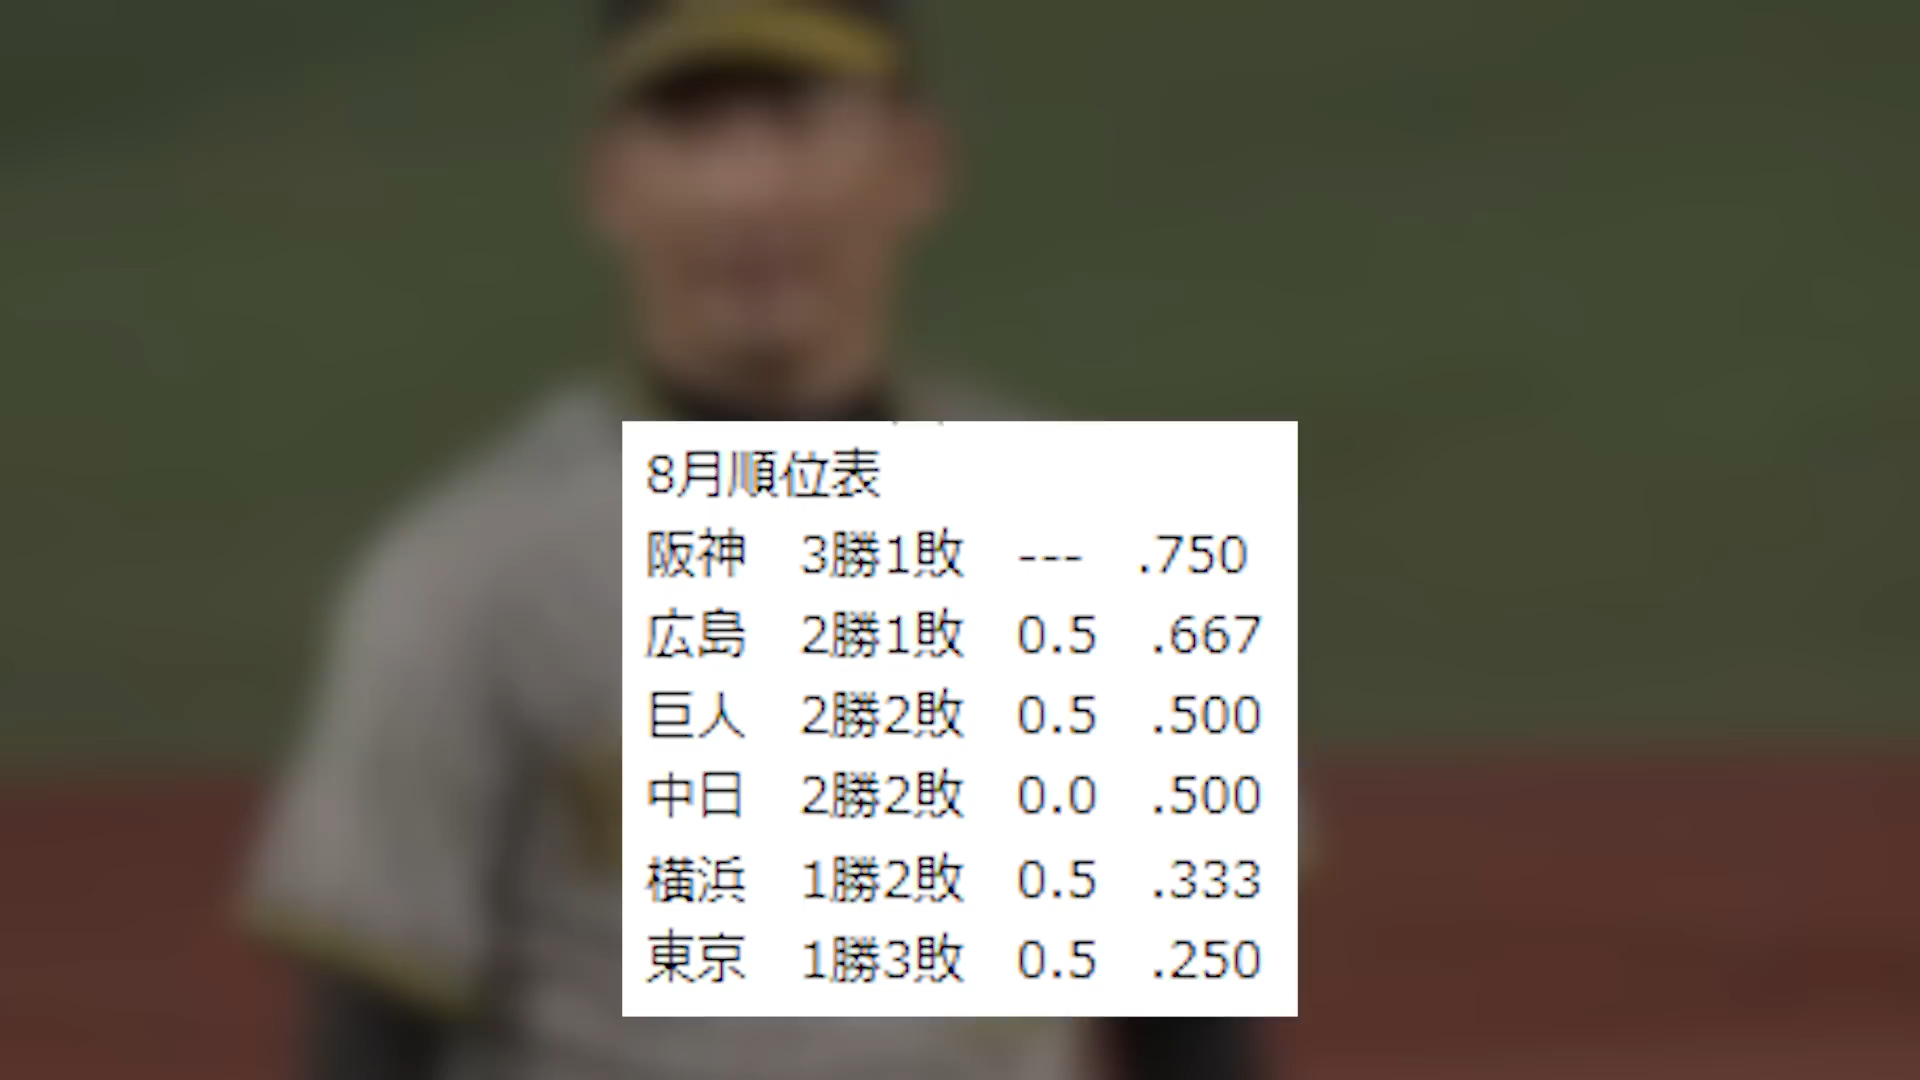 8月順位表
阪神　3勝1敗　---　.750
広島　2勝1敗　0.5　.667
巨人　2勝2敗　0.5　.500
中日　2勝2敗　0.0　.500
横浜　1勝2敗　0.5　.333
東京　1勝3敗　0.5　.250